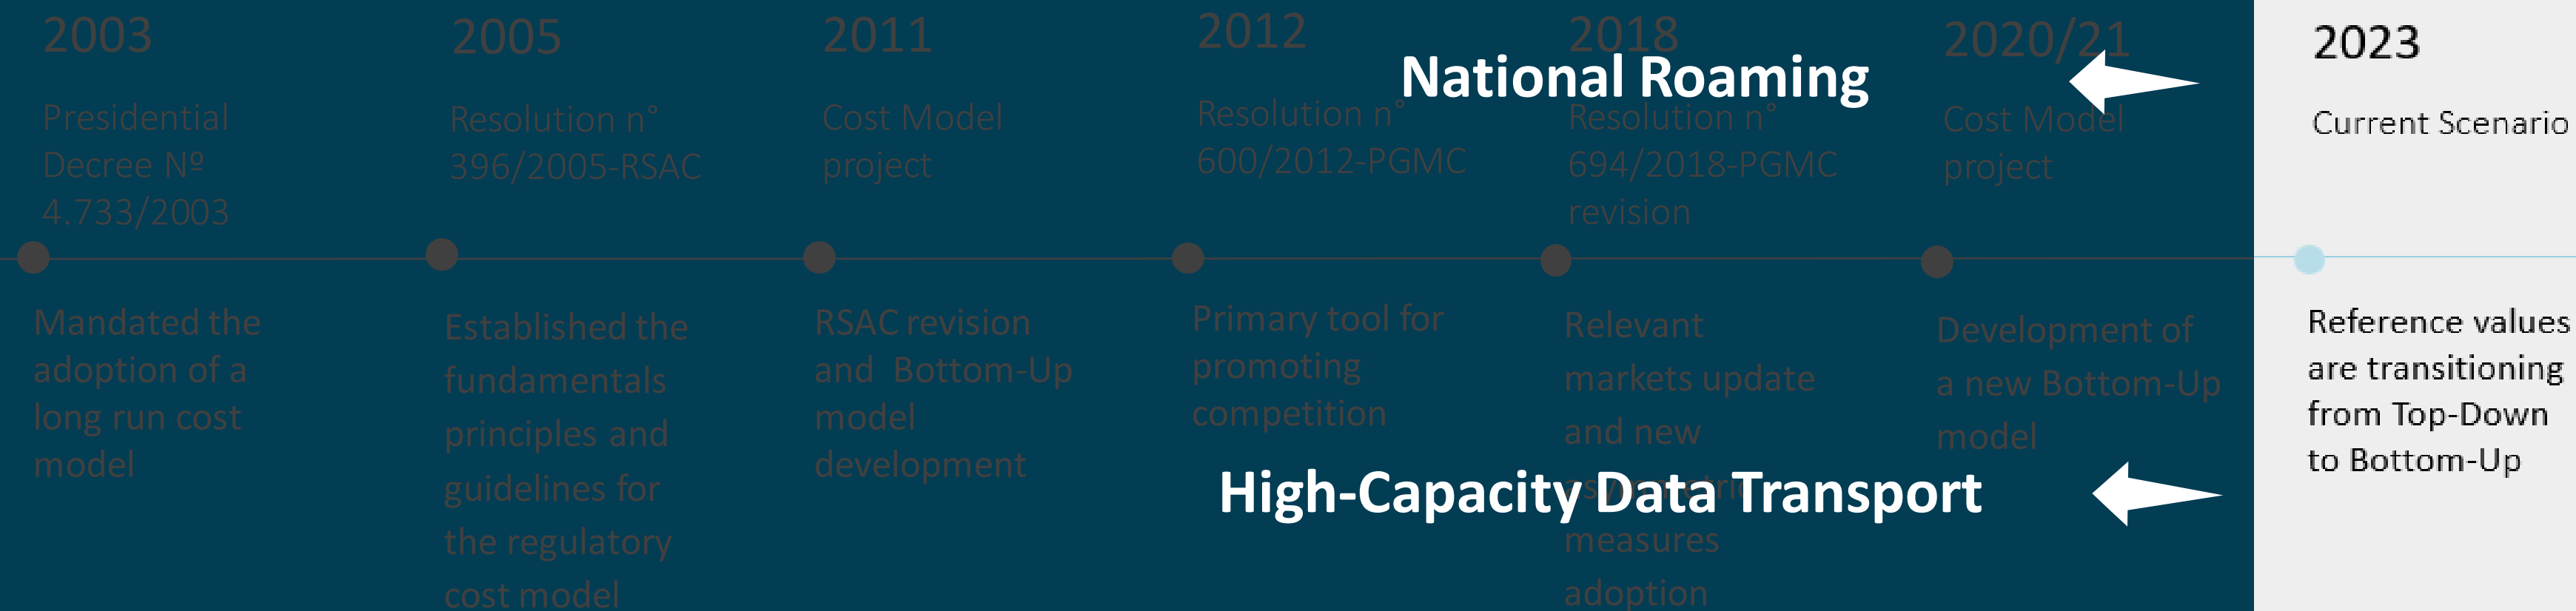 2003
Presidential
Decree Nº
4.733/2003
Mandated the
adoption of a
long run cost
model
2005
Resolution n°
396/2005-RSAC
Established the
fundamentals
principles and
guidelines for
the regulatory
cost model
2011
Cost Model
project
RSAC revision
and  Bottom-Up
model
development
2012
Resolution n°
600/2012-PGMC
Primary tool for
promoting
competition
2018
Resolution n°
694/2018-PGMC
revision
Relevant
markets update
and new
measures
adoption
2020/21
Cost Model
project
Development of
a new Bottom-Up
model
National Roaming
High-Capacity Data Transport
2023
Current Scenario
Reference values
are transitioning
from Top-Down
to Bottom-Up